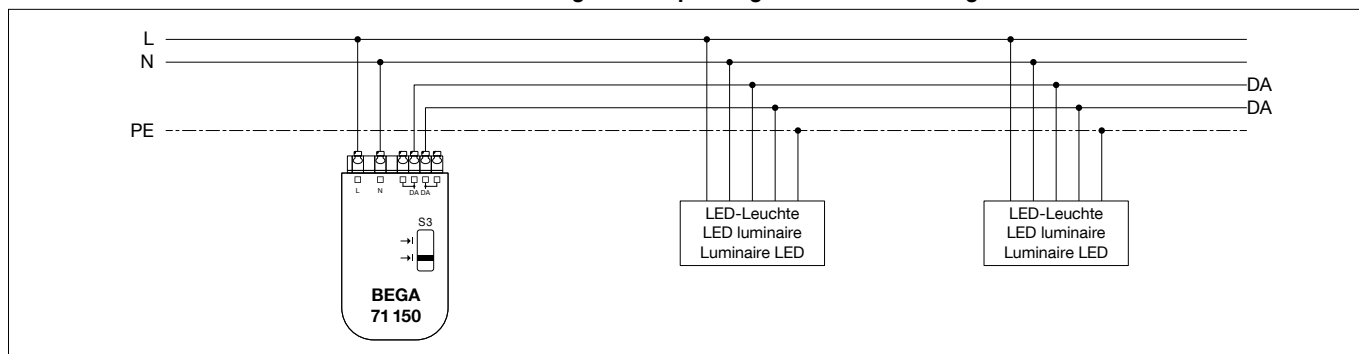 L
N
DA
DA
PE
L N DA DA
S3
BEGA
71 150
LED-Leuchte
LED luminaire
Luminaire LED
LED-Leuchte
LED luminaire
Luminaire LED